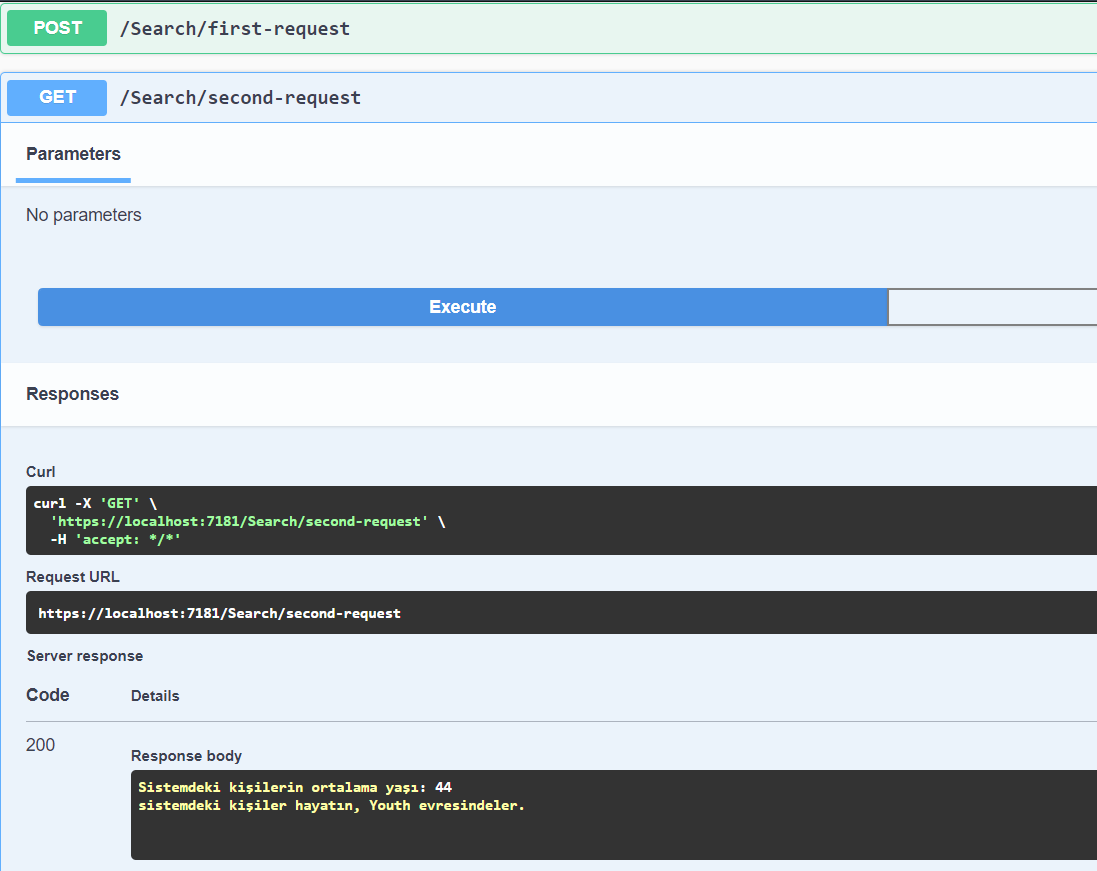 POST /Search/first-request
GET /Search/second-request
Parameters
No parameters
Execute
Responses
Curl
curl -X 'GET' \
  'https://localhost:7181/Search/second-request' \
  -H 'accept: */*'
Request URL
https://localhost:7181/Search/second-request
Server response
Code Details
200
Response body
Sistemdeki kişilerin ortalama yaşı: 44
sistemdeki kişiler hayatın, Youth evresindeler.